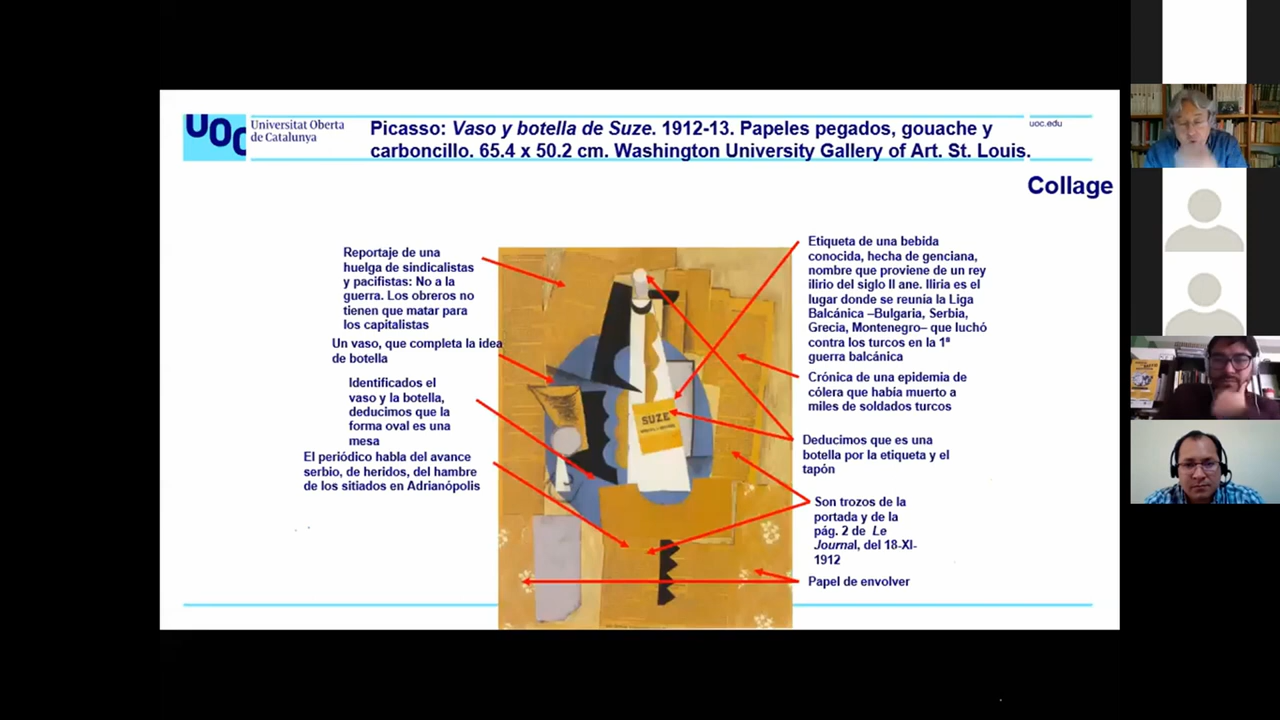 UOC
Universitat Oberta
de Catalunya
Picasso: Vaso y botella de Suze. 1912-13. Papeles pegados, gouache y
carboncillo. 65.4 x 50.2 cm. Washington University Gallery of Art. St. Louis.
uoc.edu
Collage
Reportaje de una
huelga de sindicalistas
y pacifistas: No a la
guerra. Los obreros no
tienen que matar para
los capitalistas
Un vaso, que completa la idea
de botella
Identificados el
vaso y la botella,
deducimos que la
forma oval es una
mesa
El periódico habla del avance
serbio, de heridos, del hambre
de los sitiados en Adrianópolis
SUZE
Etiqueta de una bebida
conocida, hecha de genciana,
nombre que proviene de un rey
ilirio del siglo II ane. Iliria es el
lugar donde se reunia la Liga
Balcánica –Bulgaria, Serbia,
Grecia, Montenegro– que luchó
contra los turcos en la 1ª
guerra balcánica
Crónica de una epidemia de
cólera que había muerto a
miles de soldados turcos
Deducimos que es una
botella por la etiqueta y el
tapón
Son trozos de la
portada y de la
pág. 2 de Le
Journal, del 18-XI-
1912
Papel de envolver